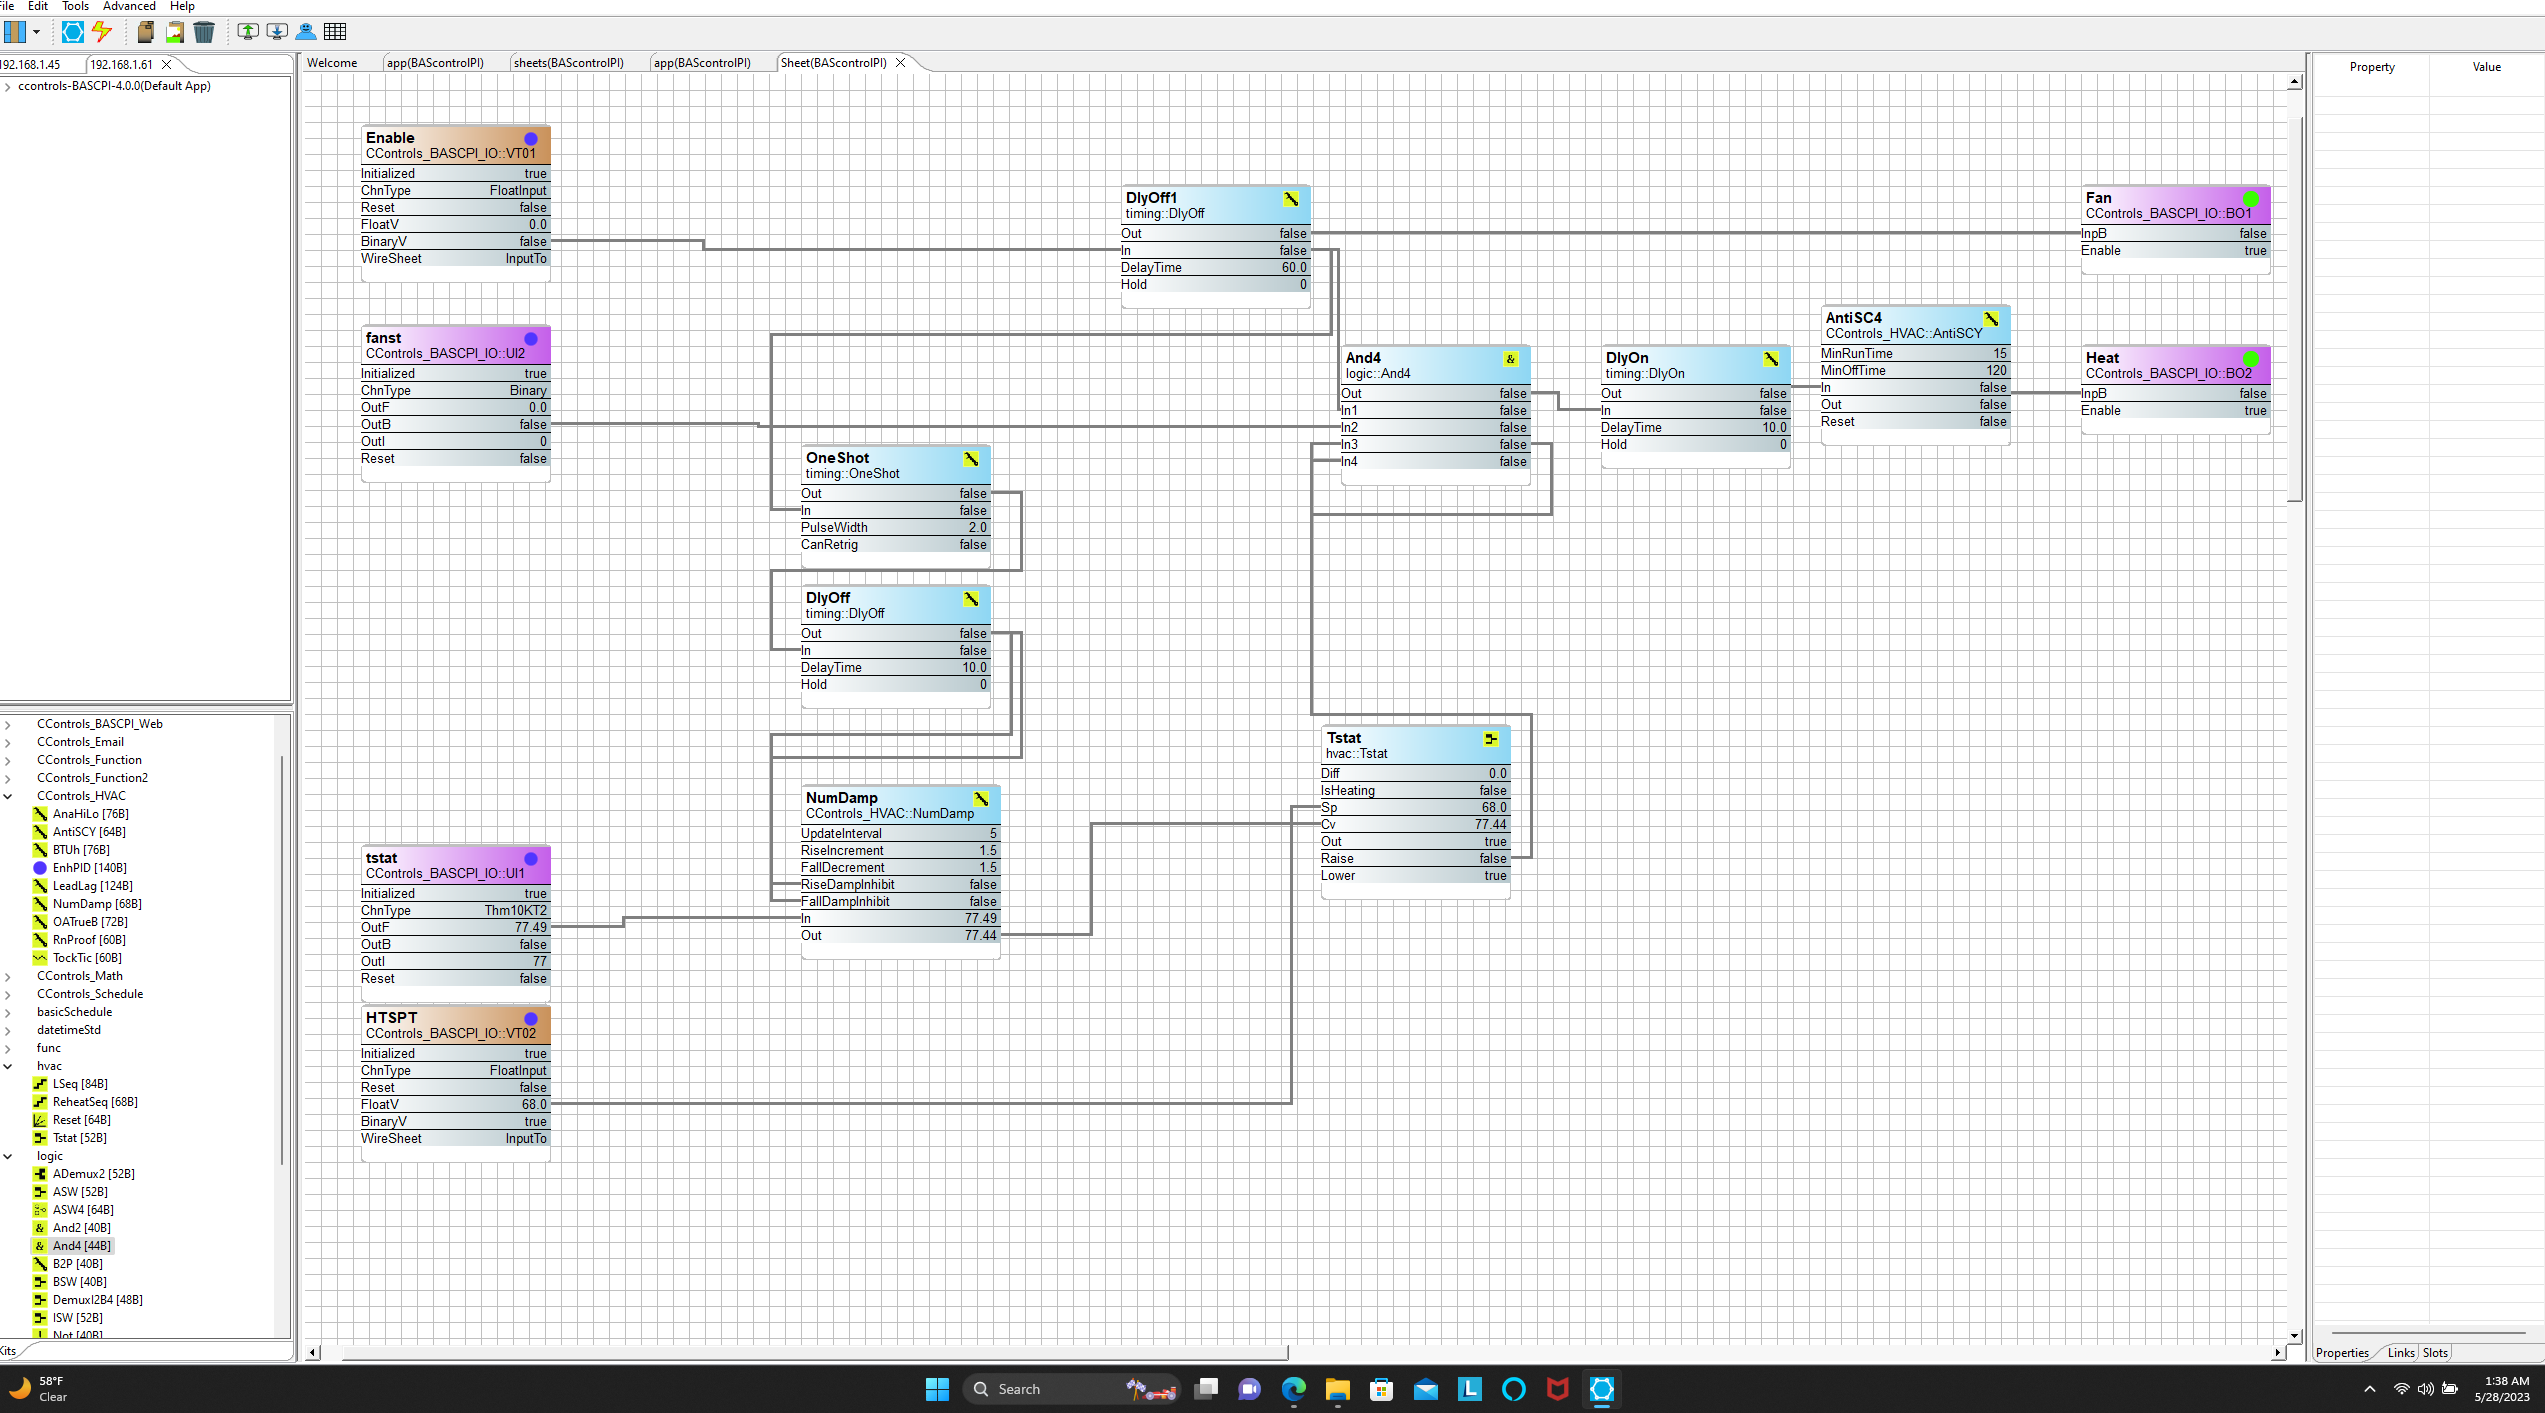 File Edit Tools Advanced Help
192.168.1.45 192.168.1.61
ccontrols-BASCPI-4.0.0(Default App)
Welcome app(BAScontrolPI) sheets(BAScontrolPI) app(BAScontrolPI) Sheet(BAScontrolPI)
Property Value
Enable
CControls_BASCPI_IO::VT01
Initialized true
ChnType FloatInput
Reset false
FloatV 0.0
BinaryV false
WireSheet InputTo
fanst
CControls_BASCPI_IO::UI2
Initialized true
ChnType Binary
OutF 0.0
OutB false
OutI 0
Reset false
OneShot
timing::OneShot
Out false
In false
PulseWidth 2.0
CanRetrig false
DlyOff
timing::DlyOff
Out false
In false
DelayTime 10.0
Hold 0
NumDamp
CControls_HVAC::NumDamp
UpdateInterval 5
RiseIncrement 1.5
FallDecrement 1.5
RiseDampInhibit false
FallDampInhibit false
In 77.49
Out 77.44
tstat
CControls_BASCPI_IO::UI1
Initialized true
ChnType Thm10KT2
OutF 77.49
OutB false
OutI 77
Reset false
HTSPT
CControls_BASCPI_IO::VT02
Initialized true
ChnType FloatInput
Reset false
FloatV 68.0
BinaryV true
WireSheet InputTo
DlyOff1
timing::DlyOff
Out false
In false
DelayTime 60.0
Hold 0
And4
&
logic::And4
Out false
In1 false
In2 false
In3 false
In4 false
DlyOn
timing::DlyOn
Out false
In false
DelayTime 10.0
Hold 0
AntiSC4
CControls_HVAC::AntiSCY
MinRunTime 15
MinOffTime 120
In false
Out false
Reset false
Fan
CControls_BASCPI_IO::BO1
InpB false
Enable true
Heat
CControls_BASCPI_IO::BO2
InpB false
Enable true
Tstat
hvac::Tstat
Diff 0.0
IsHeating false
Sp 68.0
Cv 77.44
Out true
Raise false
Lower true
CControls_BASCPI_Web
CControls_Email
CControls_Function
CControls_Function2
CControls_HVAC
AnaHiLo [76B]
AntiSCY [64B]
BTUh [76B]
EnhPID [140B]
LeadLag [124B]
NumDamp [68B]
OATrueB [72B]
RnProof [60B]
TockTic [60B]
CControls_Math
CControls_Schedule
basicSchedule
datetimeStd
func
hvac
LSeq [84B]
ReheatSeq [68B]
Reset [64B]
Tstat [52B]
logic
ADemux2 [52B]
ASW [52B]
ASW4 [64B]
& And2 [40B]
& And4 [44B]
B2P [40B]
BSW [40B]
DemuxI2B4 [48B]
ISW [52B]
Not [40B]
Kits
Properties Links Slots
58°F
Clear
Search
L
1:38 AM
5/28/2023